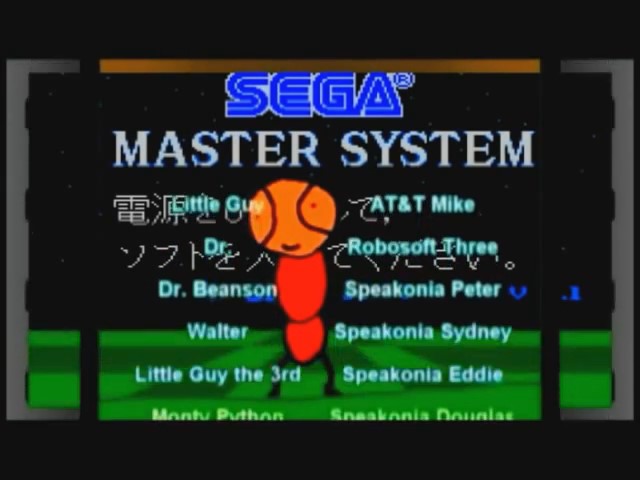 SEGA®
MASTER SYSTEM
電源を して,
Little Guy AT&T Mike
ソフトを てください。
Dr. Robosoft Three
Dr. Beanson Speakonia Peter
.1
Walter Speakonia Sydney
Little Guy the 3rd Speakonia Eddie
Monty Python Speakonia Douglas